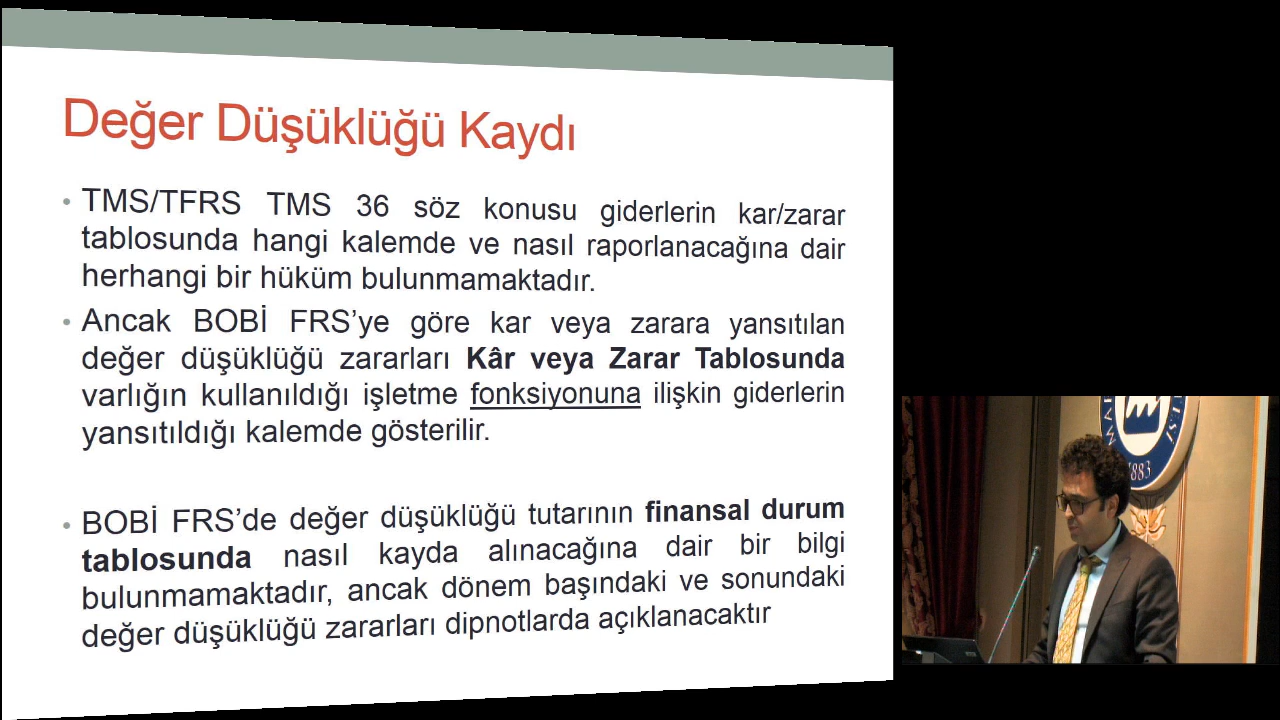 Değer Düşüklüğü Kaydı
• TMS/TFRS TMS 36 söz konusu giderlerin kar/zarar
tablosunda hangi kalemde ve nasıl raporlanacağına dair
herhangi bir hüküm bulunmamaktadır.
• Ancak BOBİ FRS’ye göre kar veya zarara yansıtılan
değer düşüklüğü zararları Kâr veya Zarar Tablosunda
varlığın kullanıldığı işletme fonksiyonuna ilişkin giderlerin
yansıtıldığı kalemde gösterilir.
• BOBİ FRS’de değer düşüklüğü tutarının finansal durum
tablosunda nasıl kayda alınacağına dair bir bilgi
bulunmamaktadır, ancak dönem başındaki ve sonundaki
değer düşüklüğü zararları dipnotlarda açıklanacaktır
1883